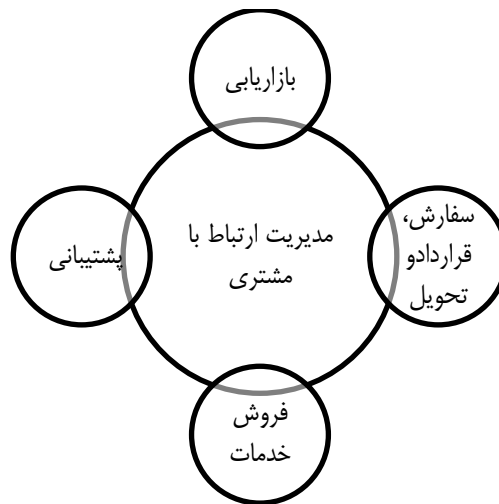 بازاریابی
سفارش،
قراردادو
تحویل
مدیریت ارتباط با
مشتری
پشتیبانی
فروش
خدمات